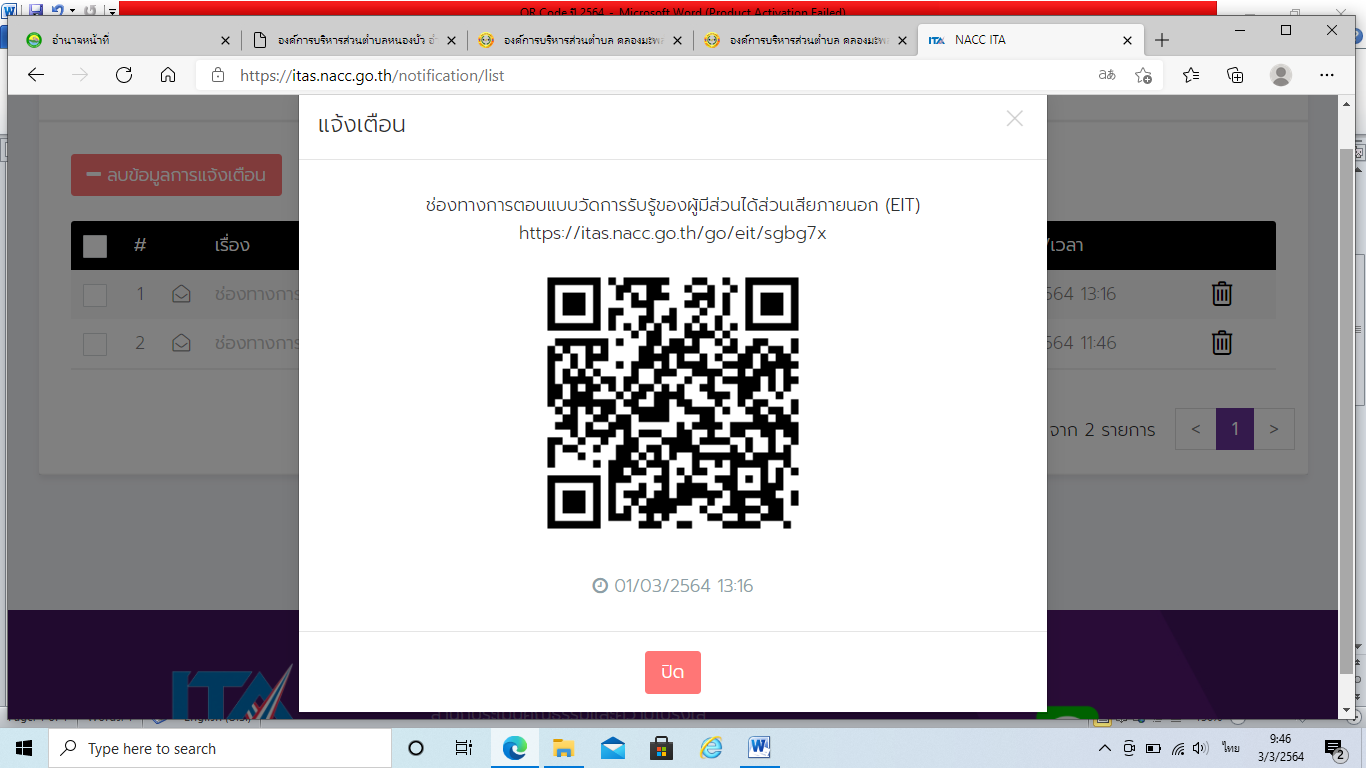 QR Code ปี 2564 - Microsoft Word (Product Activation Failed)
อำนาจหน้าที่
องค์การบริหารส่วนตำบลหนองบัว อำ
องค์การบริหารส่วนตำบล คลองมะพล
องค์การบริหารส่วนตำบล คลองมะพล
ITA NACC ITA
https://itas.nacc.go.th/notification/list
แจ้งเตือน
ลบข้อมูลการแจ้งเตือน
ช่องทางการตอบแบบวัดการรับรู้ของผู้มีส่วนได้ส่วนเสียภายนอก (EIT)
https://itas.nacc.go.th/go/eit/sgbg7x
# เรื่อง /เวลา
1 ช่องทางการ 564 13:16
2 ช่องทางการ 564 11:46
จาก 2 รายการ < 1 >
01/03/2564 13:16
ปิด
ITA
Type here to search
ไทย
9:46
3/3/2564
2